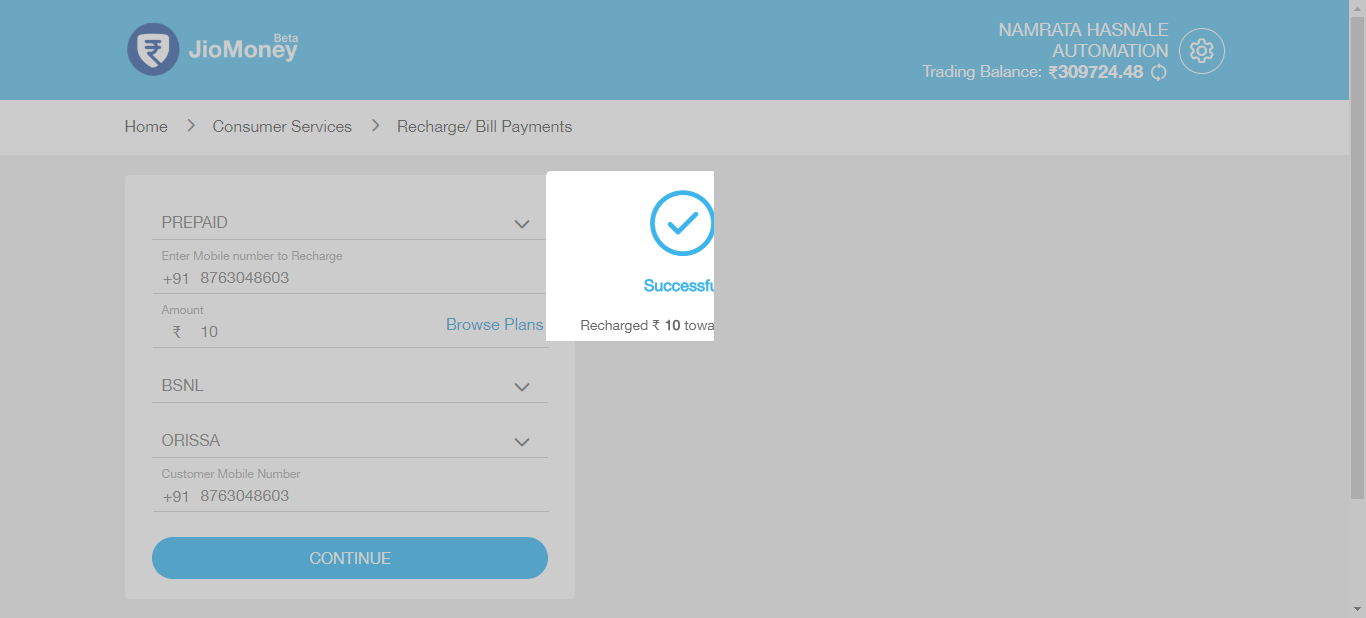 Beta
JioMoney
NAMRATA HASNALE
AUTOMATION
Trading Balance: ₹309724.48
Home
Consumer Services
Recharge/ Bill Payments
PREPAID
Enter Mobile number to Recharge
+91 8763048603
Amount
₹ 10
Browse Plans
BSNL
ORISSA
Customer Mobile Number
+91 8763048603
CONTINUE
Successfu
Recharged ₹ 10 towa